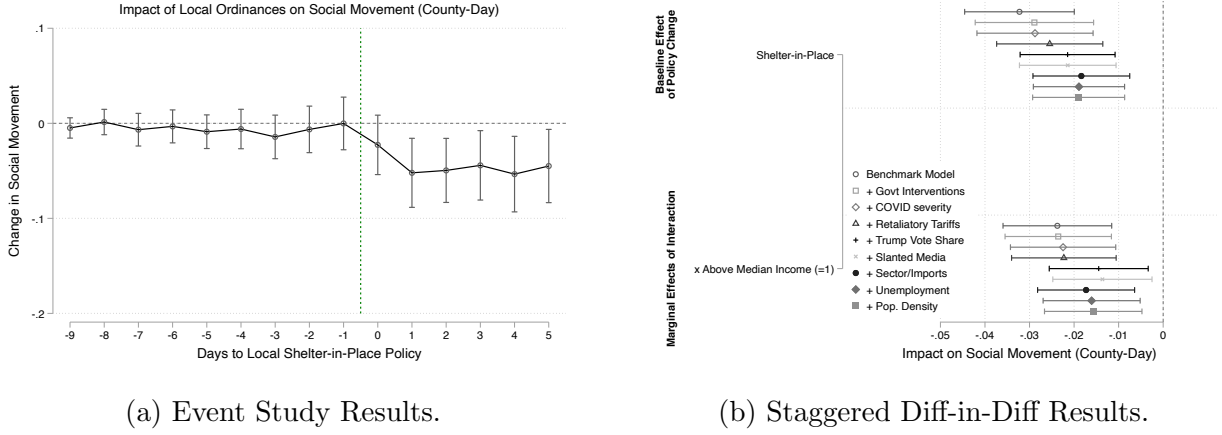 Impact of Local Ordinances on Social Movement (County-Day)
Change in Social Movement
.1
0
-.1
-.2
-9 -8 -7 -6 -5 -4 -3 -2 -1 0 1 2 3 4 5
Days to Local Shelter-in-Place Policy
(a) Event Study Results.
Baseline Effect
of Policy Change
Shelter-in-Place
Marginal Effects of Interaction
x Above Median Income (=1)
Benchmark Model
+ Govt Interventions
+ COVID severity
+ Retaliatory Tariffs
+ Trump Vote Share
+ Slanted Media
+ Sector/Imports
+ Unemployment
+ Pop. Density
-.05 -.04 -.03 -.02 -.01 0
Impact on Social Movement (County-Day)
(b) Staggered Diff-in-Diff Results.